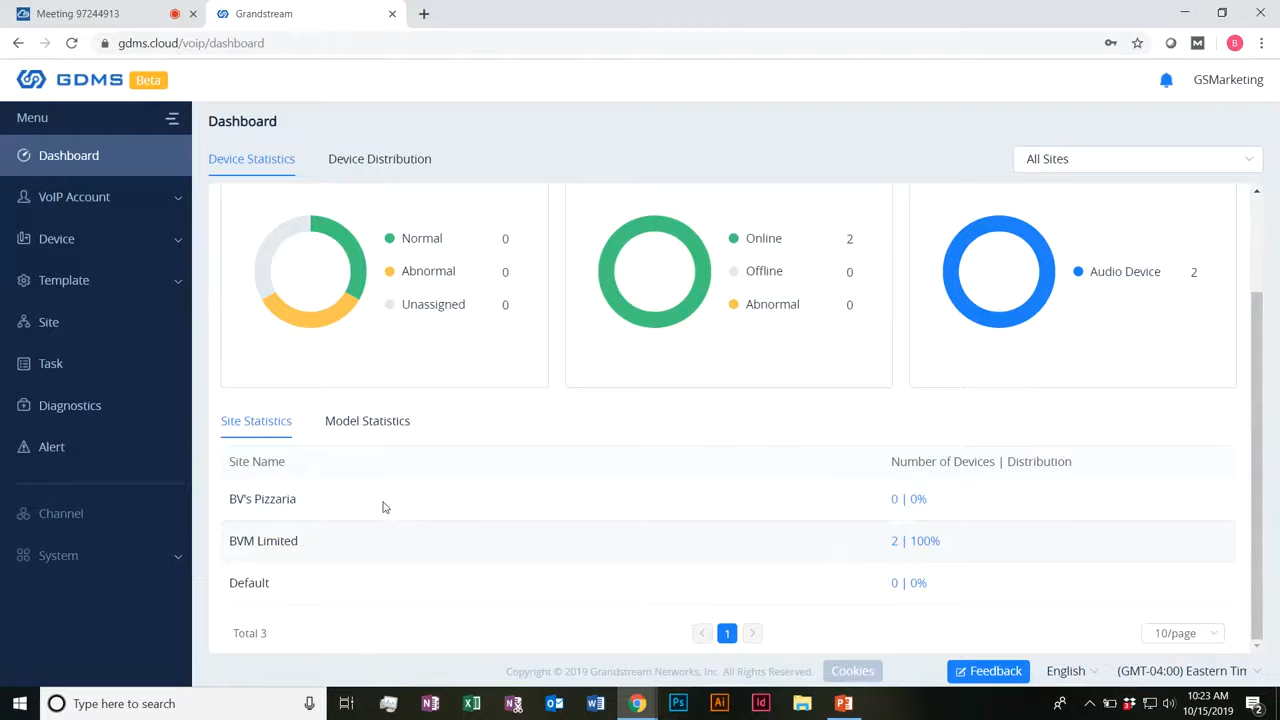 Meeting 97244913
Grandstream
gdms.cloud/voip/dashboard
GDMS Beta
GSMarketing
Menu
Dashboard
VoIP Account
Device
Template
Site
Task
Diagnostics
Alert
Channel
System
Dashboard
Device Statistics Device Distribution
All Sites
Normal 0
Abnormal 0
Unassigned 0
Online 2
Offline 0
Abnormal 0
Audio Device 2
Site Statistics Model Statistics
Site Name Number of Devices | Distribution
BV's Pizzaria 0 | 0%
BVM Limited 2 | 100%
Default 0 | 0%
Total 3
1
10/page
Copyright © 2019 Grandstream Networks, Inc. All Rights Reserved. Cookies
Feedback
English
(GMT-04:00) Eastern Tim
Type here to search
10:23 AM
10/15/2019
2